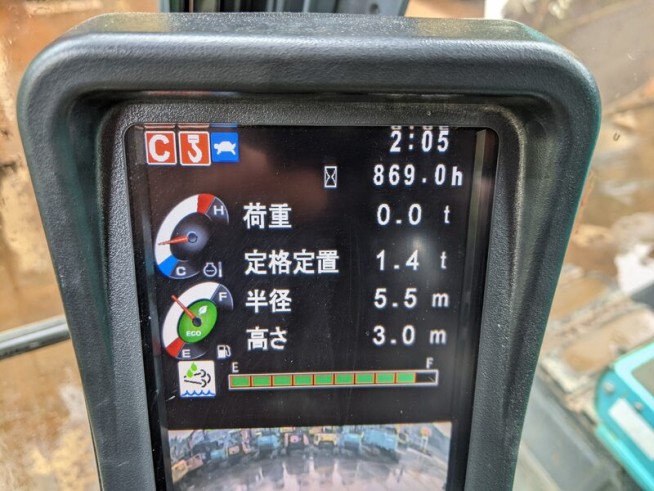 C
2:05
869.0h
H
C
荷重 0.0 t
定格定置 1.4 t
半径 5.5 m
高さ 3.0 m
F
ECO
E
E F